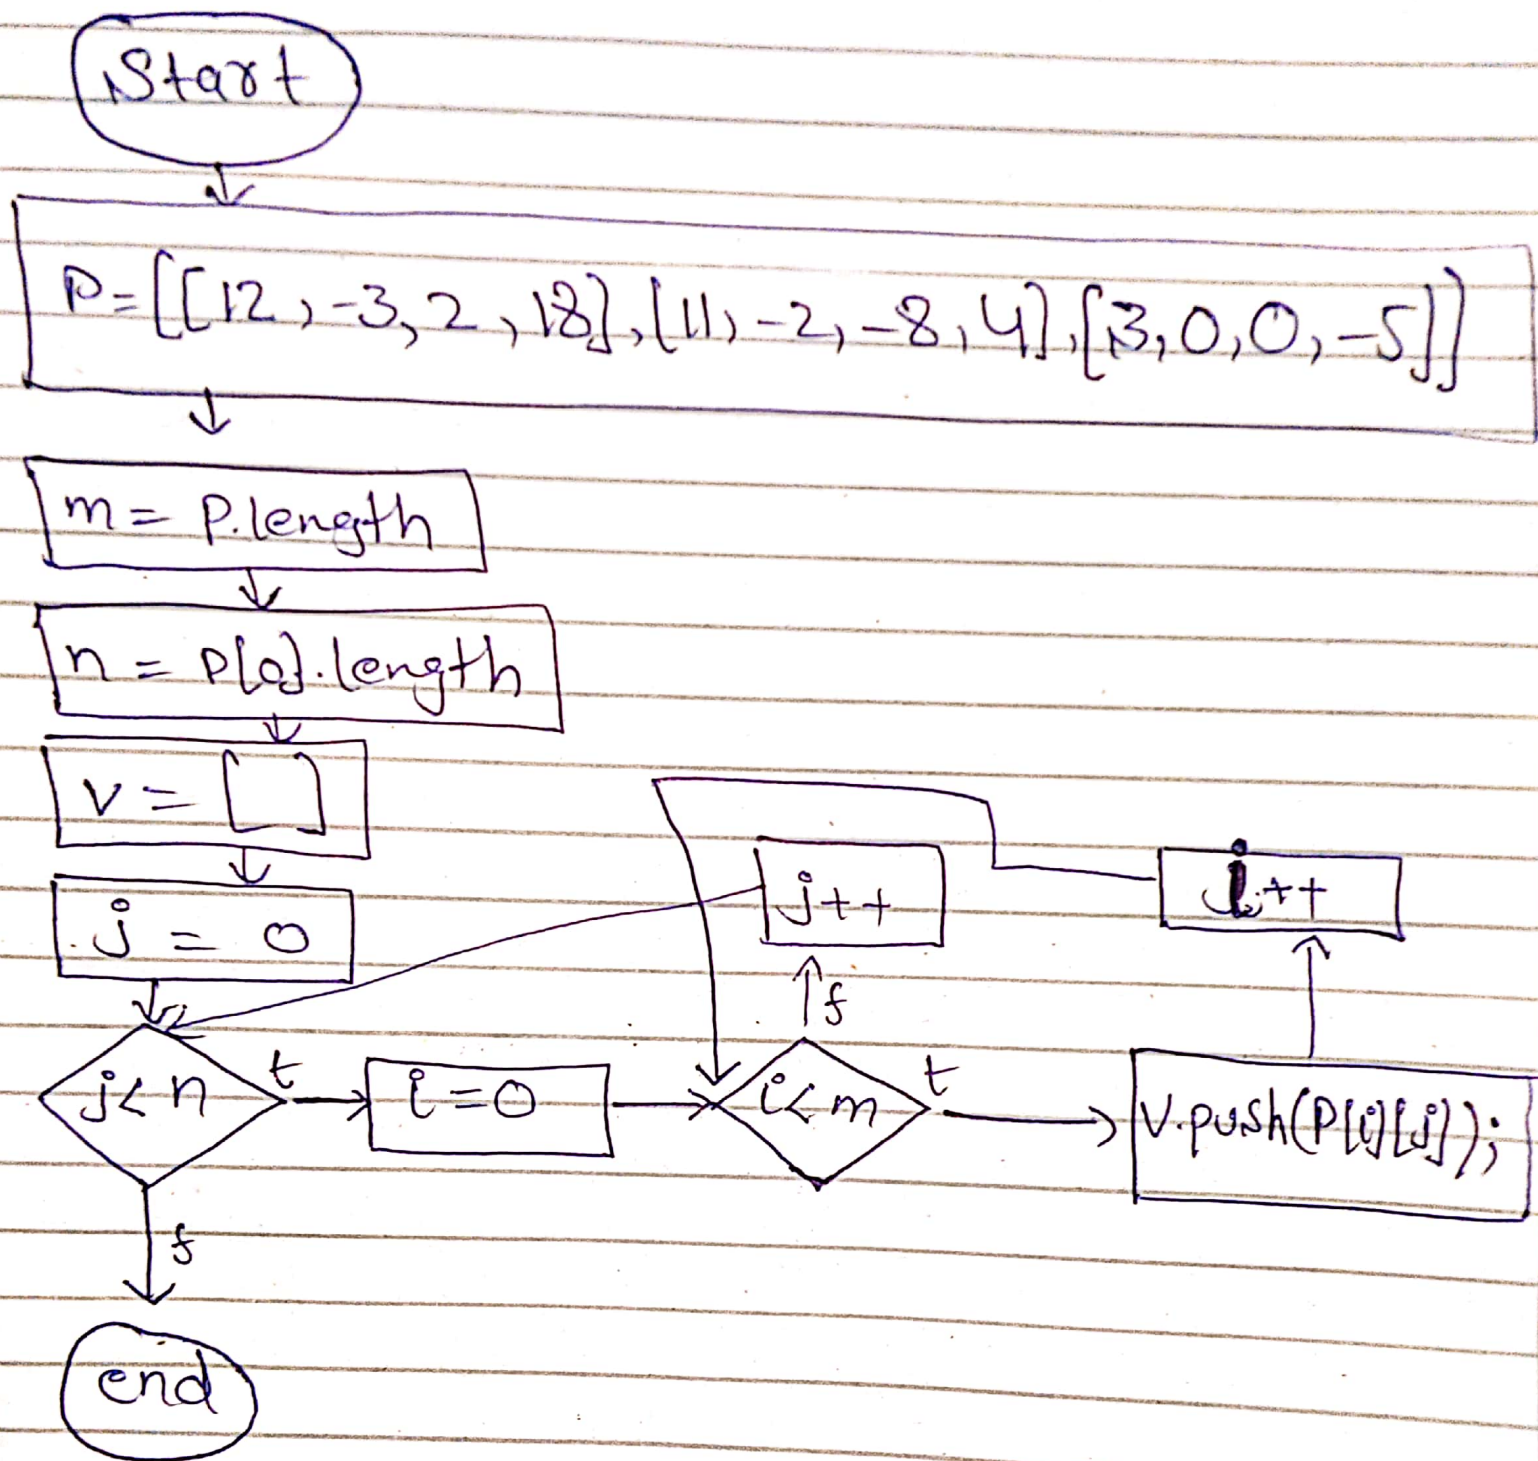 Start
P=[[12,-3,2,18],[11,-2,-8,4],[3,0,0,-5]]
m= P.length
n= P[0].length
v= []
j = 0
j++
i++
j<n
t
i=0
i<m
f
t
v.push(P[i][j]);
f
end